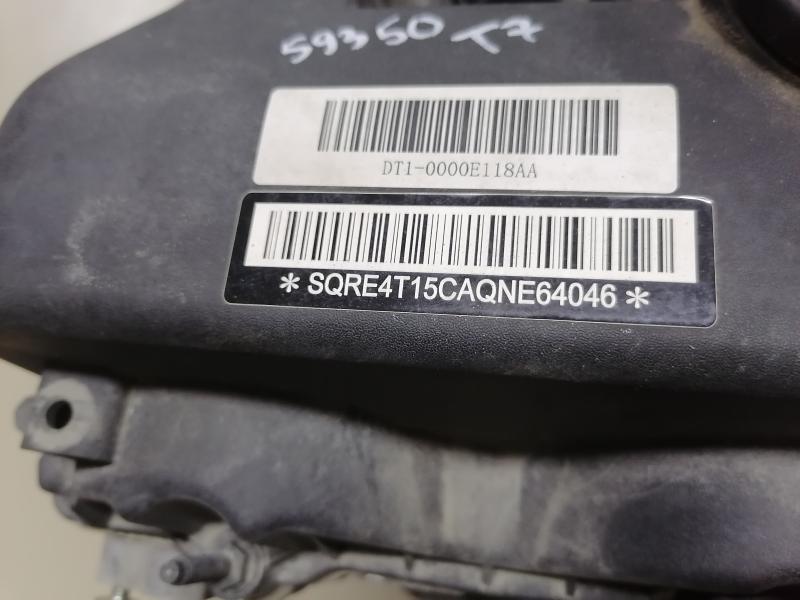 59350 T7
DT1-0000E118AA
* SQRE4T15CAQNE64046 *